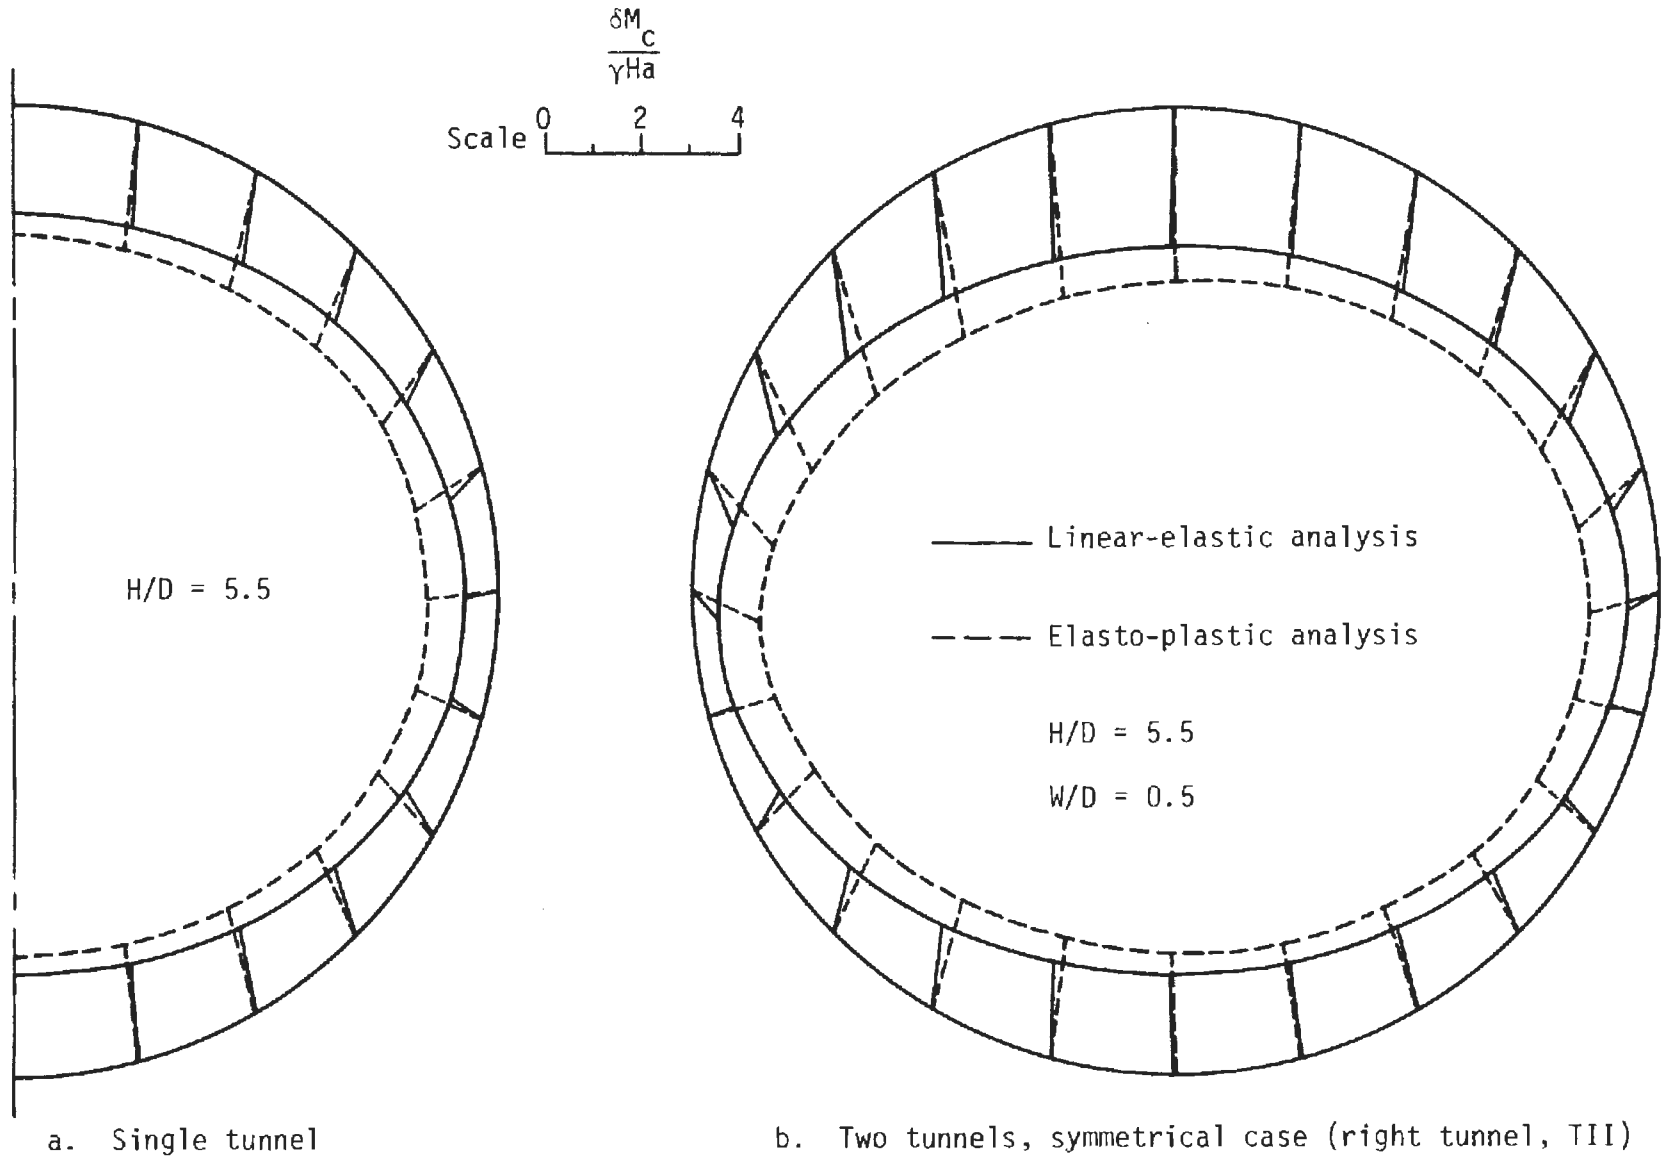 δM
c
γHa
Scale 0 2 4
H/D = 5.5
Linear-elastic analysis
Elasto-plastic analysis
H/D = 5.5
W/D = 0.5
a. Single tunnel
b. Two tunnels, symmetrical case (right tunnel, TII)